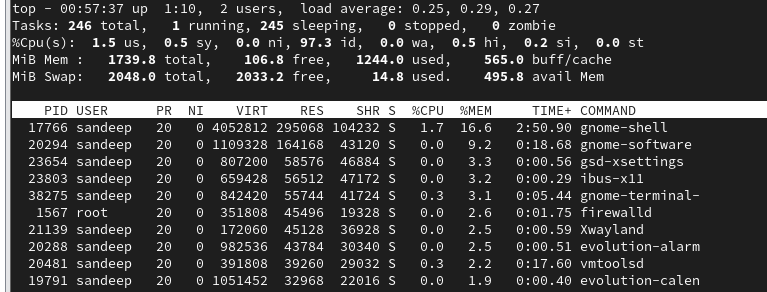 top - 00:57:37 up  1:10,  2 users,  load average: 0.25, 0.29, 0.27
Tasks: 246 total,   1 running, 245 sleeping,   0 stopped,   0 zombie
%Cpu(s):  1.5 us,  0.5 sy,  0.0 ni, 97.3 id,  0.0 wa,  0.5 hi,  0.2 si,  0.0 st
MiB Mem :   1739.8 total,    106.8 free,   1244.0 used,    565.0 buff/cache
MiB Swap:   2048.0 total,   2033.2 free,     14.8 used.    495.8 avail Mem
PID USER      PR  NI    VIRT    RES    SHR S  %CPU  %MEM     TIME+ COMMAND
17766 sandeep   20   0 4052812 295068 104232 S   1.7  16.6   2:50.90 gnome-shell
20294 sandeep   20   0 1109328 164168  43120 S   0.0   9.2   0:18.68 gnome-software
23654 sandeep   20   0  807200  58576  46884 S   0.0   3.3   0:00.56 gsd-xsettings
23803 sandeep   20   0  659428  56512  47172 S   0.0   3.2   0:00.29 ibus-x11
38275 sandeep   20   0  842420  55744  41724 S   0.3   3.1   0:05.44 gnome-terminal-
1567 root      20   0  351808  45496  19328 S   0.0   2.6   0:01.75 firewalld
21139 sandeep   20   0  172060  45128  36928 S   0.0   2.5   0:00.59 Xwayland
20288 sandeep   20   0  982536  43784  30340 S   0.0   2.5   0:00.51 evolution-alarm
20481 sandeep   20   0  391808  39260  29032 S   0.3   2.2   0:17.60 vmtoolsd
19791 sandeep   20   0 1051452  32968  22016 S   0.0   1.9   0:00.40 evolution-calen